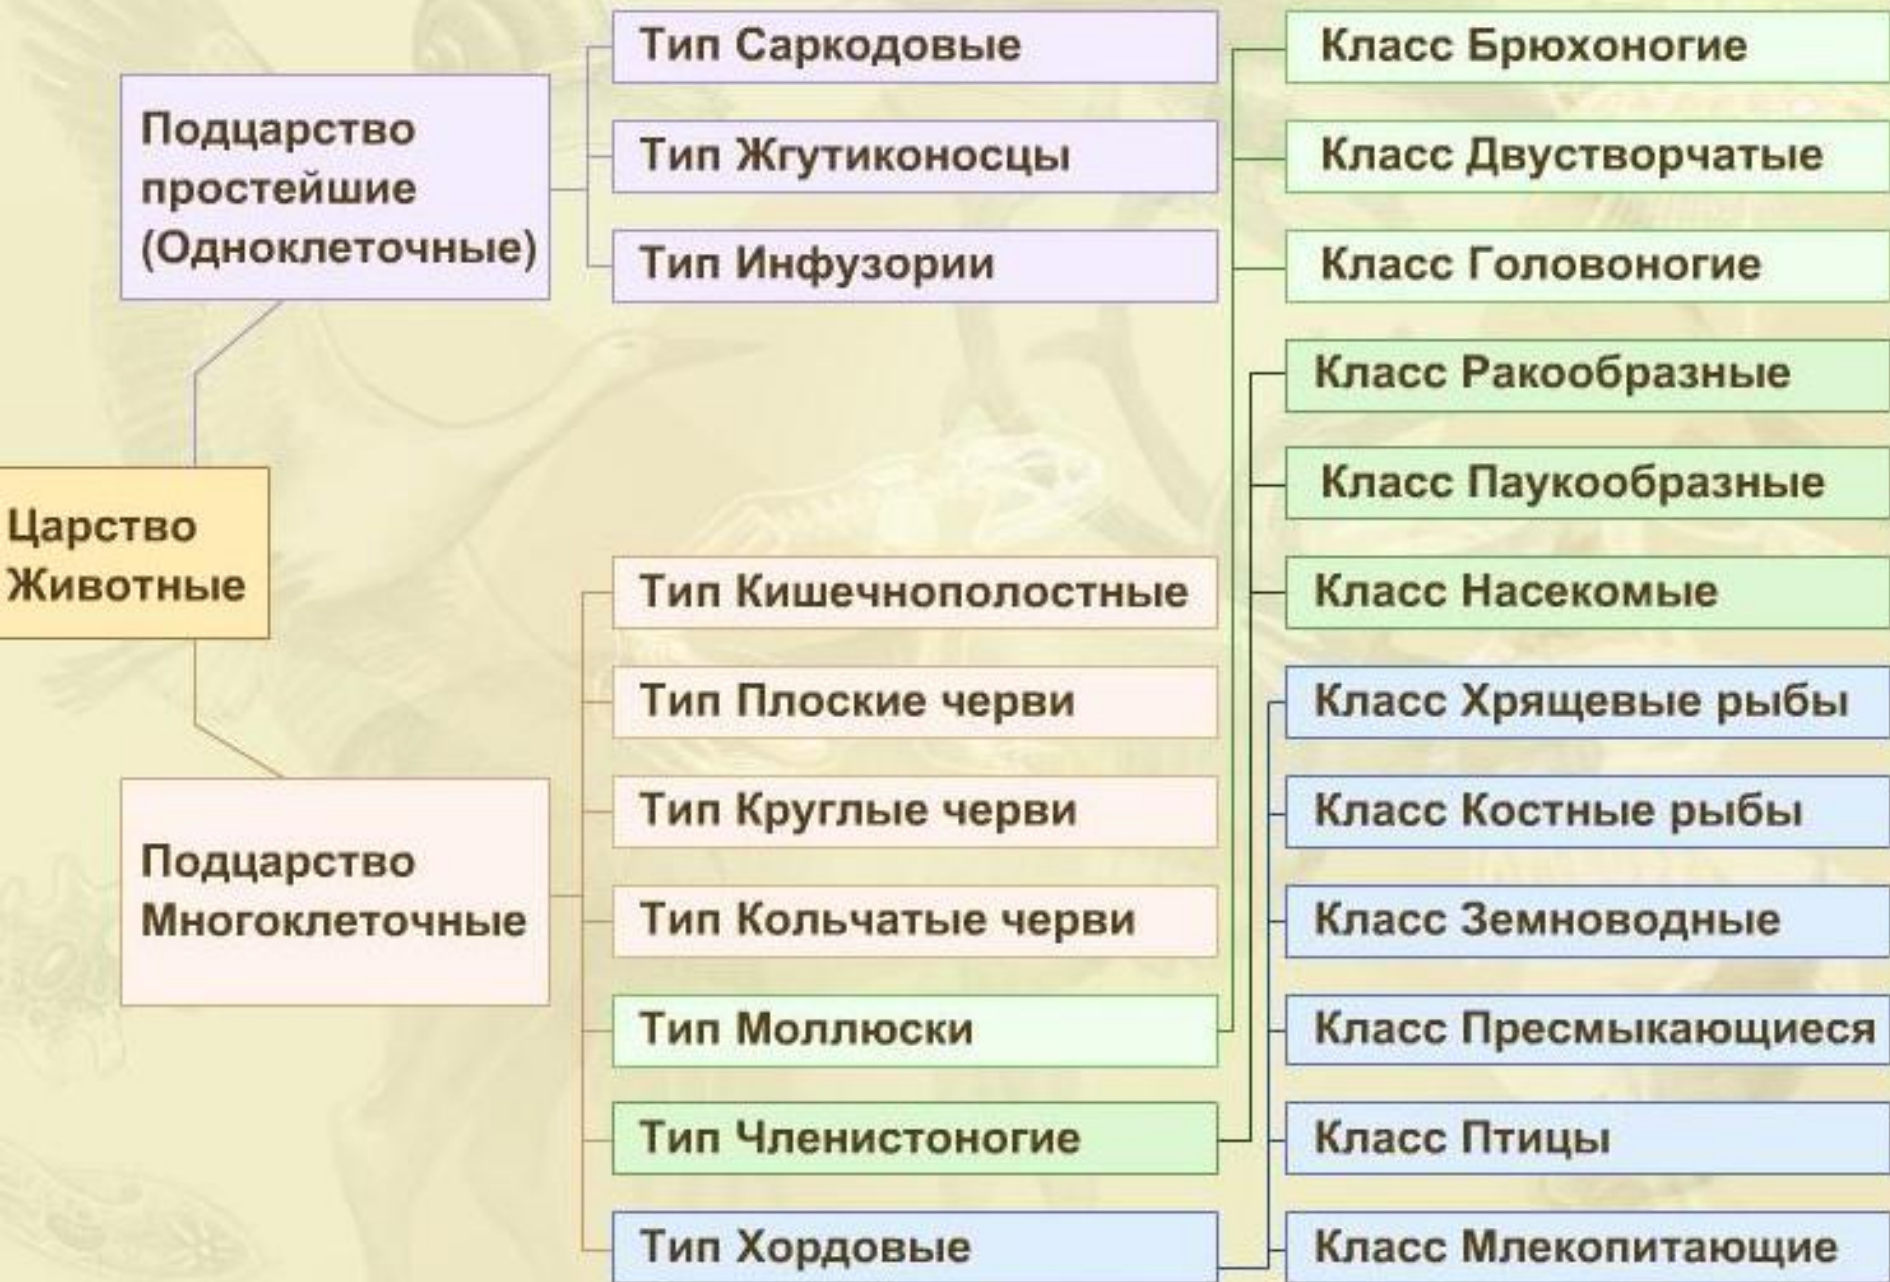 Царство
Животные
Подцарство
простейшие
(Одноклеточные)
Тип Саркодовые
Тип Жгутиконосцы
Тип Инфузории
Подцарство
Многоклеточные
Тип Кишечнополостные
Тип Плоские черви
Тип Круглые черви
Тип Кольчатые черви
Тип Моллюски
Тип Членистоногие
Тип Хордовые
Класс Брюхоногие
Класс Двустворчатые
Класс Головоногие
Класс Ракообразные
Класс Паукообразные
Класс Насекомые
Класс Хрящевые рыбы
Класс Костные рыбы
Класс Земноводные
Класс Пресмыкающиеся
Класс Птицы
Класс Млекопитающие